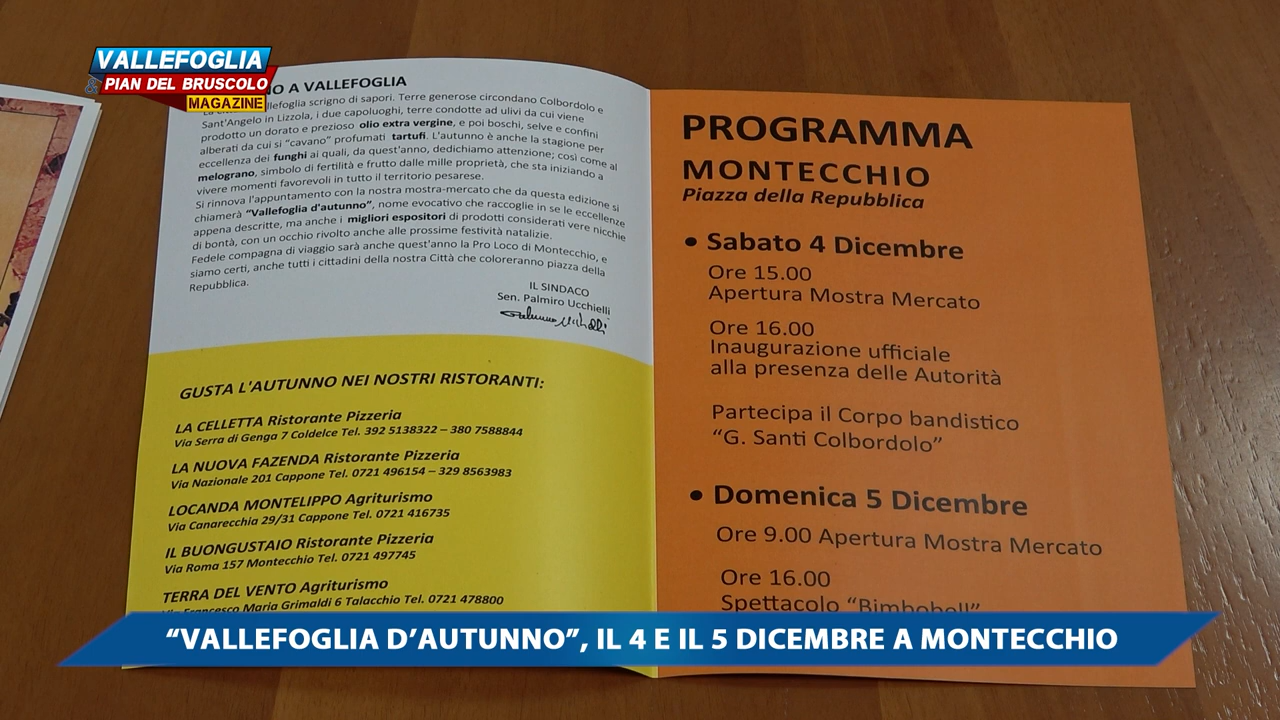 VALLEFOGLIA
& PIAN DEL BRUSCOLO
MAGAZINE
NO A VALLEFOGLIA
llefoglia scrigno di sapori. Terre generose circondano Colbordolo e
Sant'Angelo in Lizzola, i due capoluoghi, terre condotte ad ulivi da cui viene
prodotto un dorato e prezioso olio extra vergine, e poi boschi, selve e confini
alberati da cui si "cavano" profumati tartufi. L'autunno è anche la stagione per
eccellenza dei funghi ai quali, da quest'anno, dedichiamo attenzione; così come al
melograno, simbolo di fertilità e frutto dalle mille proprietà, che sta iniziando a
vivere momenti favorevoli in tutto il territorio pesarese.
Si rinnova l'appuntamento con la nostra mostra-mercato che da questa edizione si
chiamerà "Vallefoglia d'autunno", nome evocativo che raccoglie in se le eccellenze
appena descritte, ma anche i migliori espositori di prodotti considerati vere nicchie
di bontà, con un occhio rivolto anche alle prossime festività natalizie.
Fedele compagna di viaggio sarà anche quest'anno la Pro Loco di Montecchio, e
siamo certi, anche tutti i cittadini della nostra Città che coloreranno piazza della
Repubblica.
IL SINDACO
Sen. Palmiro Ucchielli
GUSTA L'AUTUNNO NEI NOSTRI RISTORANTI:
LA CELLETTA Ristorante Pizzeria
Via Serra di Genga 7 Coldelce Tel. 392 5138322 – 380 7588844
LA NUOVA FAZENDA Ristorante Pizzeria
Via Nazionale 201 Cappone Tel. 0721 496154 – 329 8563983
LOCANDA MONTELIPPO Agriturismo
Via Canarecchia 29/31 Cappone Tel. 0721 416735
IL BUONGUSTAIO Ristorante Pizzeria
Via Roma 157 Montecchio Tel. 0721 497745
TERRA DEL VENTO Agriturismo
Via Francesco Maria Grimaldi 6 Talacchio Tel. 0721 478800
PROGRAMMA
MONTECCHIO
Piazza della Repubblica
• Sabato 4 Dicembre
Ore 15.00
Apertura Mostra Mercato
Ore 16.00
Inaugurazione ufficiale
alla presenza delle Autorità
Partecipa il Corpo bandistico
"G. Santi Colbordolo"
• Domenica 5 Dicembre
Ore 9.00 Apertura Mostra Mercato
Ore 16.00
Spettacolo "Bimbobell"
“VALLEFOGLIA D’AUTUNNO”, IL 4 E IL 5 DICEMBRE A MONTECCHIO